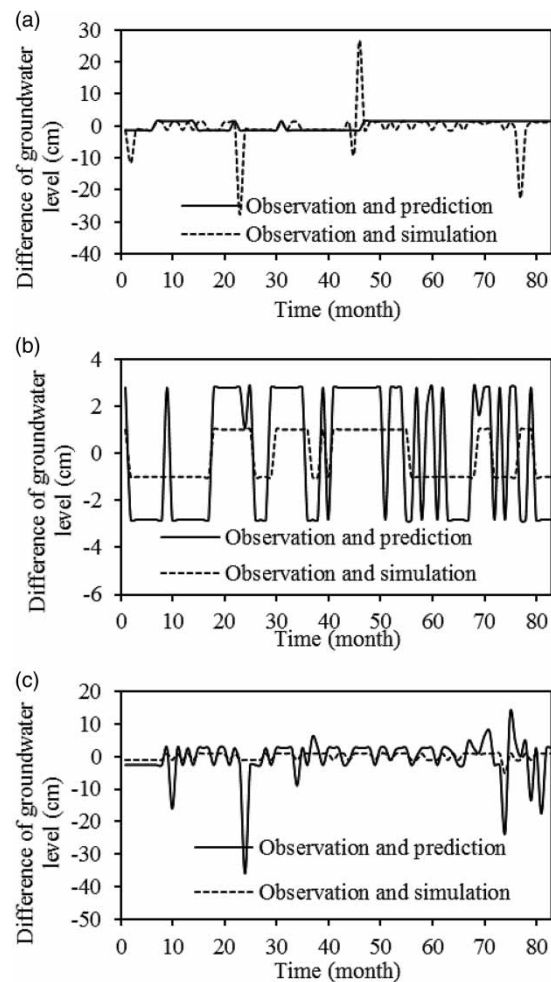 (a)
Difference of groundwater
level (cm)
30
20
10
0
-10
-20
-30
-40
Observation and prediction
Observation and simulation
0 10 20 30 40 50 60 70 80
Time (month)
(b)
Difference of groundwater
level (cm)
4
2
0
-2
-4
-6
Observation and prediction
Observation and simulation
0 10 20 30 40 50 60 70 80
Time (month)
(c)
Difference of groundwater
level (cm)
20
10
0
-10
-20
-30
-40
-50
Observation and prediction
Observation and simulation
0 10 20 30 40 50 60 70 80
Time (month)